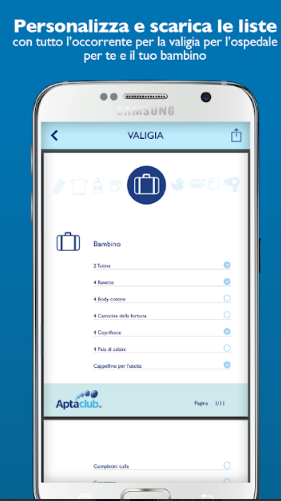 Personalizza e scarica le liste
con tutto l'occorrente per la valigia per l'ospedale
per te e il tuo bambino
SAMSUNG
VALIGIA
Bambino
2 Tutine
4 Bavette
4 Body cotone
4 Camicine della fortuna
4 Coprifasce
4 Paia di calzine
Cappellino per l'uscita
Aptaclub
Pagina 1/11
Completini culla